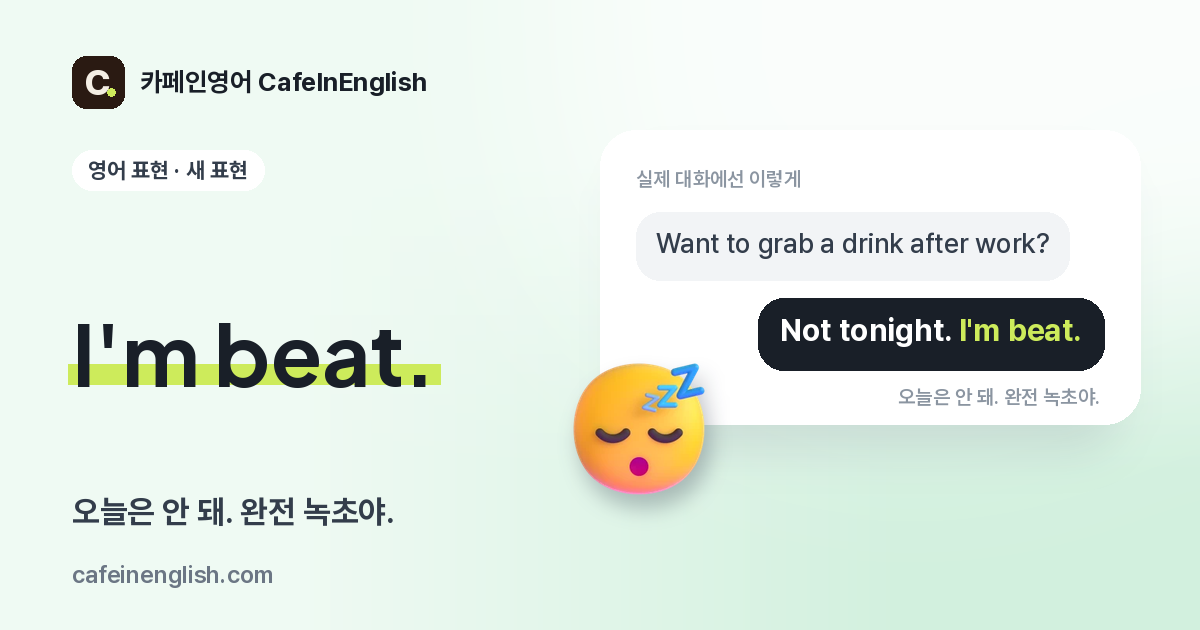 C
카페인영어 CafeInEnglish
영어 표현 · 새 표현
I'm beat.
오늘은 안 돼. 완전 녹초야.
cafeinenglish.com
실제 대화에선 이렇게
Want to grab a drink after work?
Not tonight. I'm beat.
오늘은 안 돼. 완전 녹초야.
zzz